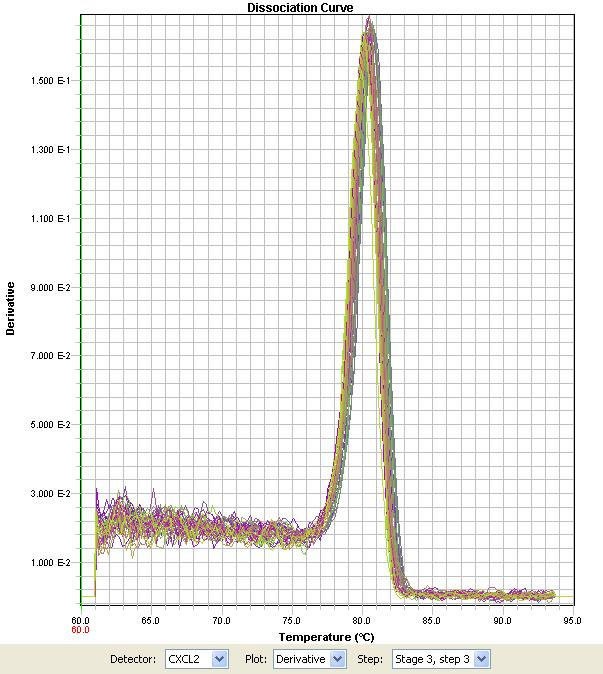 Dissociation Curve
1.500 E-1
1.300 E-1
1.100 E-1
9.000 E-2
7.000 E-2
5.000 E-2
3.000 E-2
1.000 E-2
Derivative
60.0 65.0 70.0 75.0 80.0 85.0 90.0 95.0
60.0
Temperature (°C)
Detector: CXCL2 Plot: Derivative Step: Stage 3, step 3